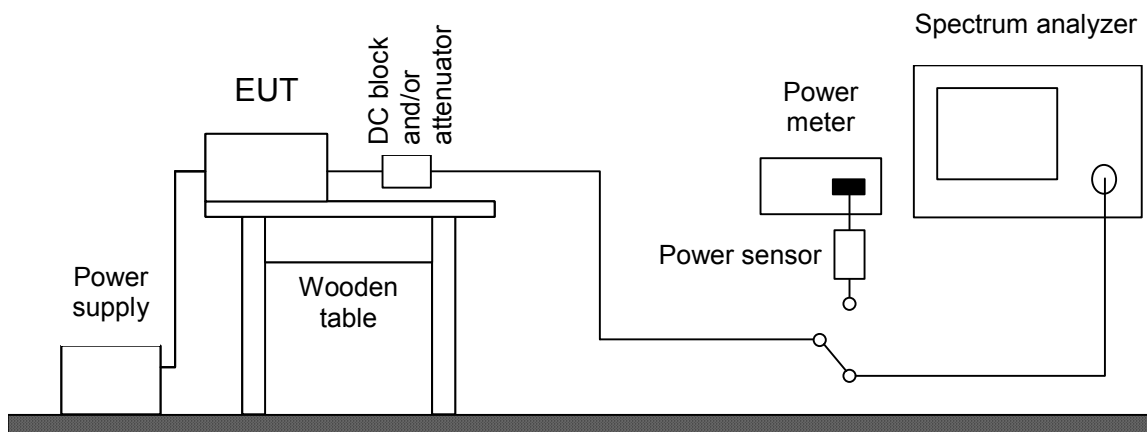 Spectrum analyzer
EUT
DC block
and/or
attenuator
Power
meter
Power sensor
Power
supply
Wooden
table